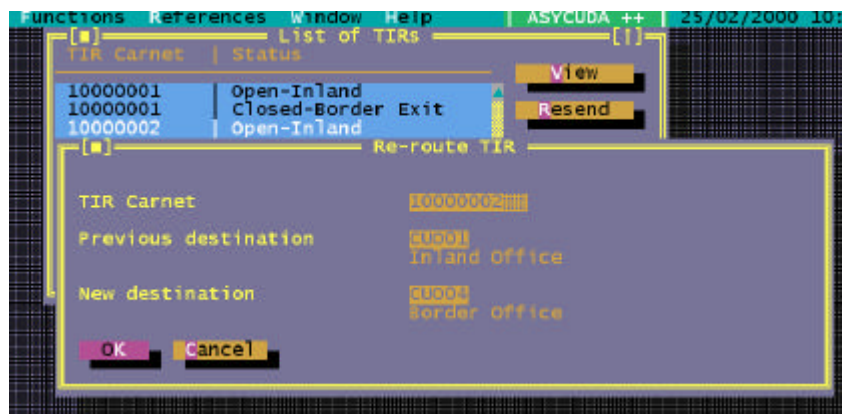 Functions References Window Help | ASYCUDA ++ | 25/02/2000 10:
[■] List of TIRs [↑]
TIR Carnet | Status
View
10000001 | Open-Inland
10000001 | Closed-Border Exit
Resend
10000002 | Open-Inland
[■] Re-route TIR
TIR Carnet 10000002
Previous destination CUO01
Inland Office
New destination CUO04
Border Office
OK Cancel